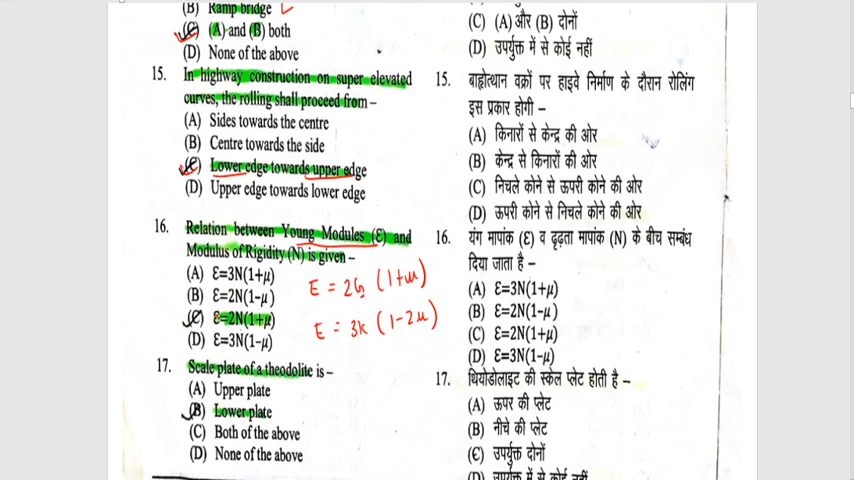 (B) Ramp bridge
(C) (A) and (B) both
(D) None of the above
15. In highway construction on super elevated
curves, the rolling shall proceed from –
(A) Sides towards the centre
(B) Centre towards the side
(C) Lower edge towards upper edge
(D) Upper edge towards lower edge
16. Relation between Young Modules (Ɛ) and
Modulus of Rigidity (N) is given –
(A) Ɛ=3N(1+μ)
(B) Ɛ=2N(1-μ)
(C) Ɛ=2N(1+μ)
(D) Ɛ=3N(1-μ)
E = 2G (1+μ)
E = 3K (1-2μ)
17. Scale plate of a theodolite is –
(A) Upper plate
(B) Lower plate
(C) Both of the above
(D) None of the above
(C) (A) और (B) दोनों
(D) उपर्युक्त में से कोई नहीं
15. बाह्रोत्थान वक्रों पर हाइवे निर्माण के दौरान रोलिंग
इस प्रकार होगी –
(A) किनारों से केन्द्र की ओर
(B) केन्द्र से किनारों की ओर
(C) निचले कोने से ऊपरी कोने की ओर
(D) ऊपरी कोने से निचले कोने की ओर
16. यंग मापांक (Ɛ) व दृढ़ता मापांक (N) के बीच सम्बंध
दिया जाता है –
(A) Ɛ=3N(1+μ)
(B) Ɛ=2N(1-μ)
(C) Ɛ=2N(1+μ)
(D) Ɛ=3N(1-μ)
17. थियोडोलाइट की स्केल प्लेट होती है –
(A) ऊपर की प्लेट
(B) नीचे की प्लेट
(C) उपर्युक्त दोनों
(D) उपर्युक्त में से कोई नहीं